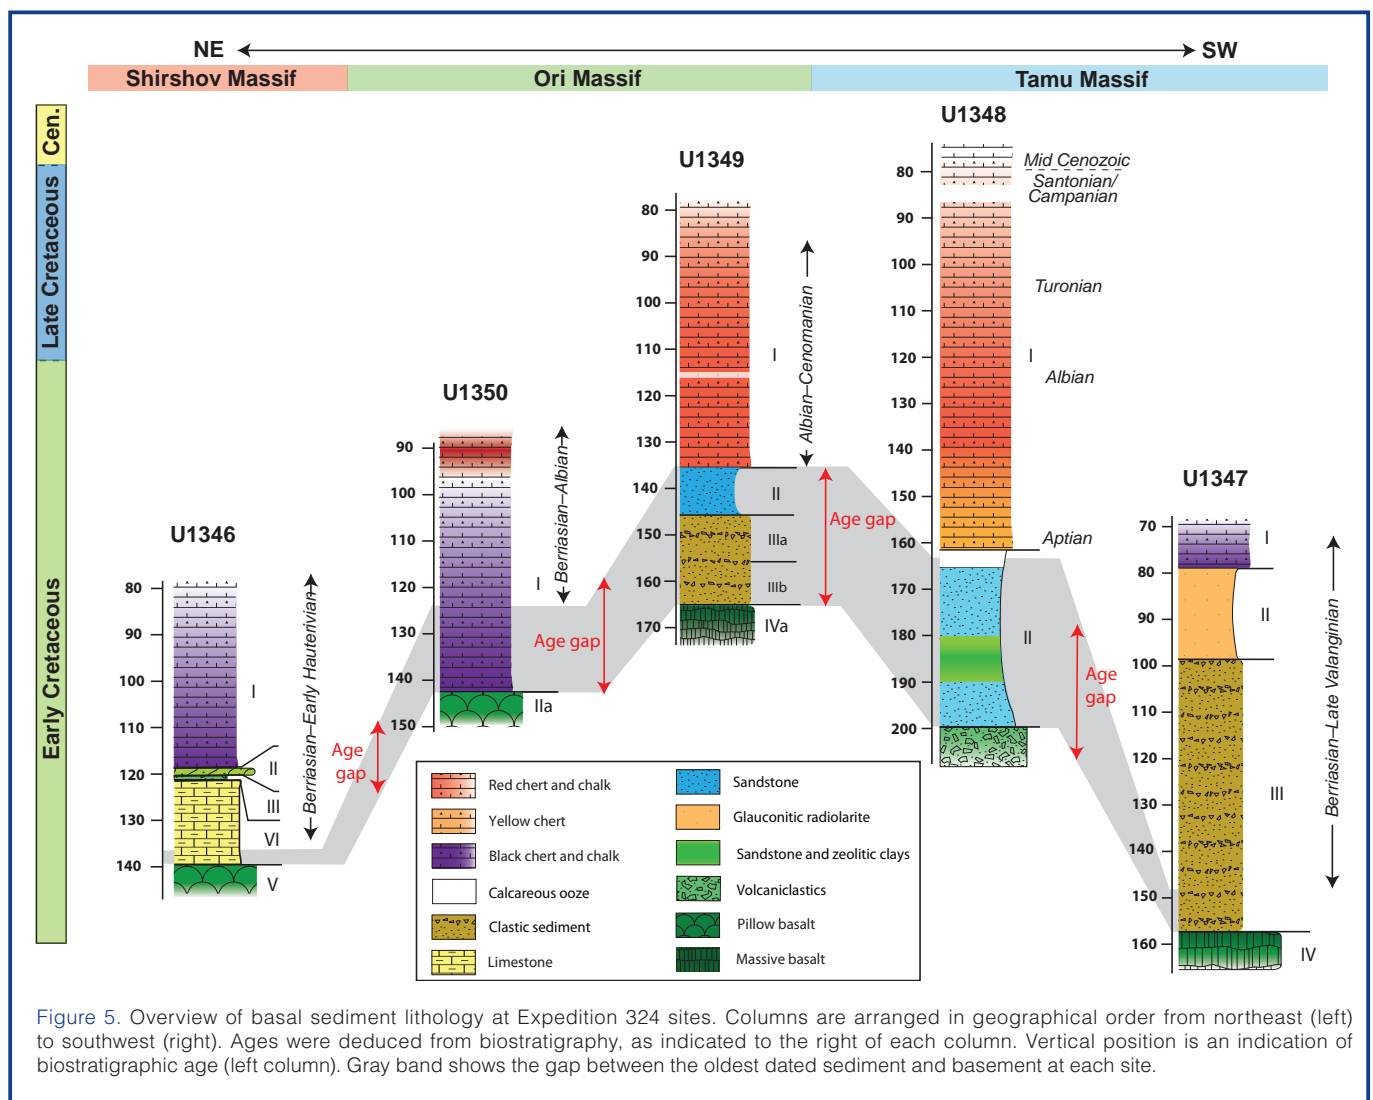 NE SW
Shirshov Massif Ori Massif Tamu Massif
Cen.
Late Cretaceous
Early Cretaceous
U1346
80
90
100
110
120
130
140
I
II
III
VI
V
Berriasian–Early Hauterivian
Age
gap
U1350
90
100
110
120
130
140
150
I
IIa
Berriasian–Albian
Age gap
U1349
80
90
100
110
120
130
140
150
160
170
I
II
IIIa
IIIb
IVa
Albian–Cenomanian
Age gap
U1348
80
90
100
110
120
130
140
150
160
170
180
190
200
Mid Cenozoic
Santonian/
Campanian
Turonian
I
Albian
Aptian
II
Age
gap
U1347
70
80
90
100
110
120
130
140
150
160
I
II
III
IV
Berriasian–Late Valanginian
Red chert and chalk
Yellow chert
Black chert and chalk
Calcareous ooze
Clastic sediment
Limestone
Sandstone
Glauconitic radiolarite
Sandstone and zeolitic clays
Volcaniclastics
Pillow basalt
Massive basalt
Figure 5. Overview of basal sediment lithology at Expedition 324 sites. Columns are arranged in geographical order from northeast (left)
to southwest (right). Ages were deduced from biostratigraphy, as indicated to the right of each column. Vertical position is an indication of
biostratigraphic age (left column). Gray band shows the gap between the oldest dated sediment and basement at each site.